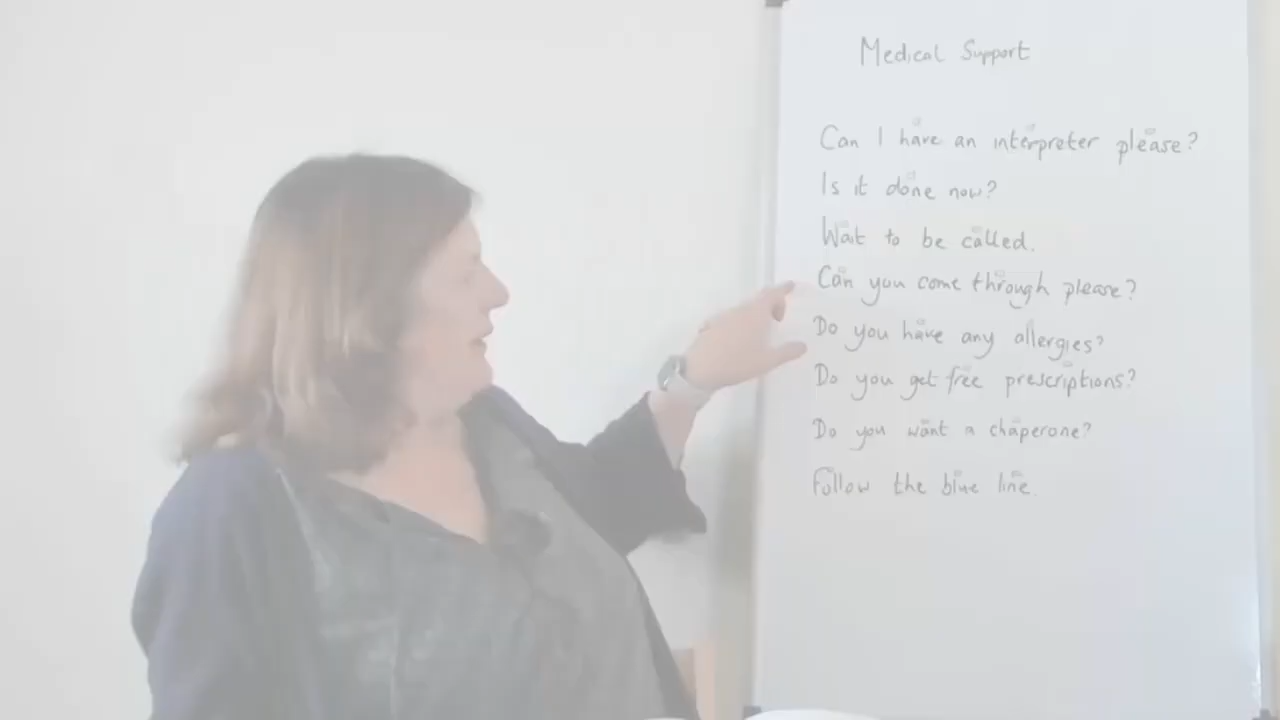 Medical Support
Can I have an interpreter please?
Is it done now?
Wait to be called.
Can you come through please?
Do you have any allergies?
Do you get free prescriptions?
Do you want a chaperone?
Follow the blue line.